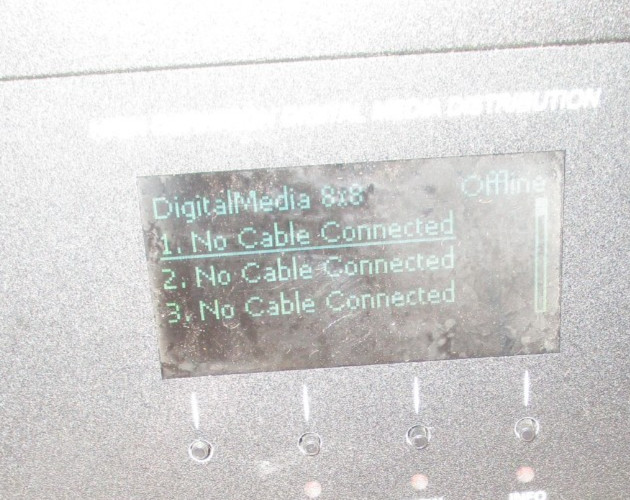 DIGITAL MEDIA DISTRIBUTION
DigitalMedia 8x8 Offline
1. No Cable Connected
2. No Cable Connected
3. No Cable Connected